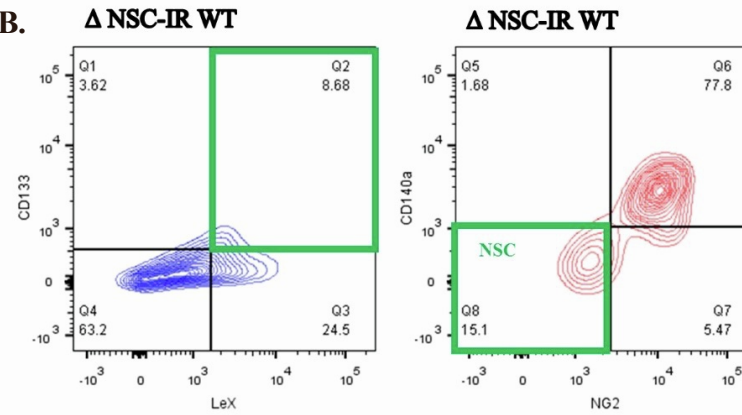 B.
Δ NSC-IR WT
Q1
3.62
Q2
8.68
Q4
63.2
Q3
24.5
10^5
10^4
10^3
0
-10^3
CD133
-10^3 0 10^3 10^4 10^5
LeX
Δ NSC-IR WT
Q5
1.68
Q6
77.8
NSC
Q8
15.1
Q7
5.47
10^5
10^4
10^3
0
-10^3
CD140a
-10^3 0 10^3 10^4 10^5
NG2